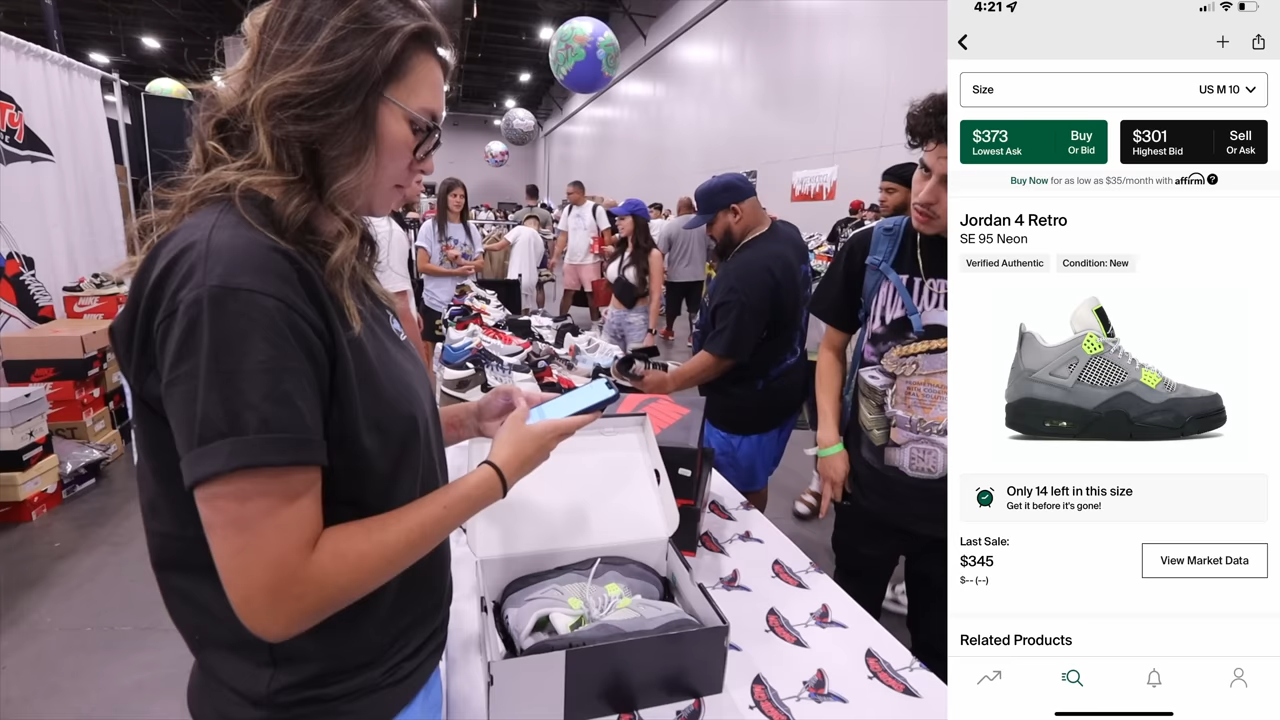 4:21
Size
US M 10
$373
Lowest Ask
Buy
Or Bid
$301
Highest Bid
Sell
Or Ask
Buy Now for as low as $35/month with affirm
Jordan 4 Retro
SE 95 Neon
Verified Authentic
Condition: New
Only 14 left in this size
Get it before it's gone!
Last Sale:
$345
$-- (--)
View Market Data
Related Products
NIKE